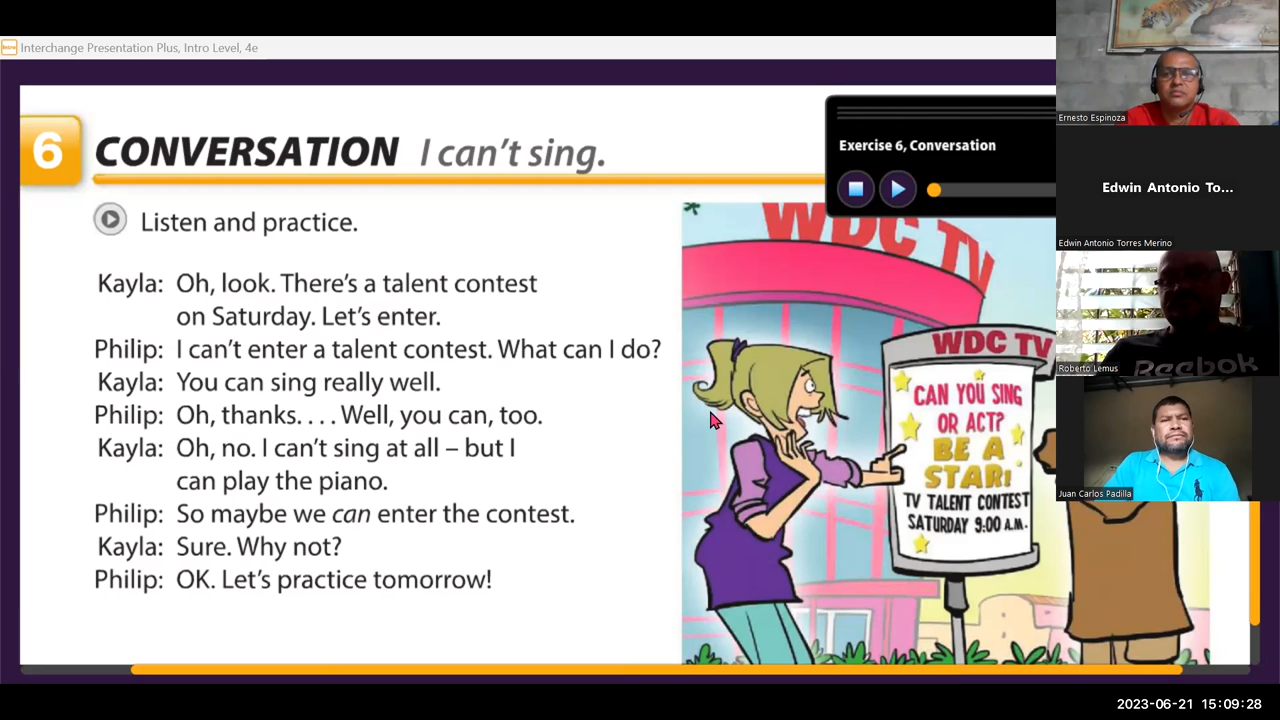 Interchange Presentation Plus, Intro Level, 4e
6 CONVERSATION I can't sing.
Exercise 6, Conversation
Listen and practice.
Kayla: Oh, look. There's a talent contest
on Saturday. Let's enter.
Philip: I can't enter a talent contest. What can I do?
Kayla: You can sing really well.
Philip: Oh, thanks. . . . Well, you can, too.
Kayla: Oh, no. I can't sing at all – but I
can play the piano.
Philip: So maybe we can enter the contest.
Kayla: Sure. Why not?
Philip: OK. Let's practice tomorrow!
WDC TV
WDC TV
CAN YOU SING
OR ACT?
BE A
STAR!
TV TALENT CONTEST
SATURDAY 9:00 A.M.
Ernesto Espinoza
Edwin Antonio To...
Edwin Antonio Torres Merino
Reebok
Roberto Lemus
Juan Carlos Padilla
2023-06-21 15:09:28